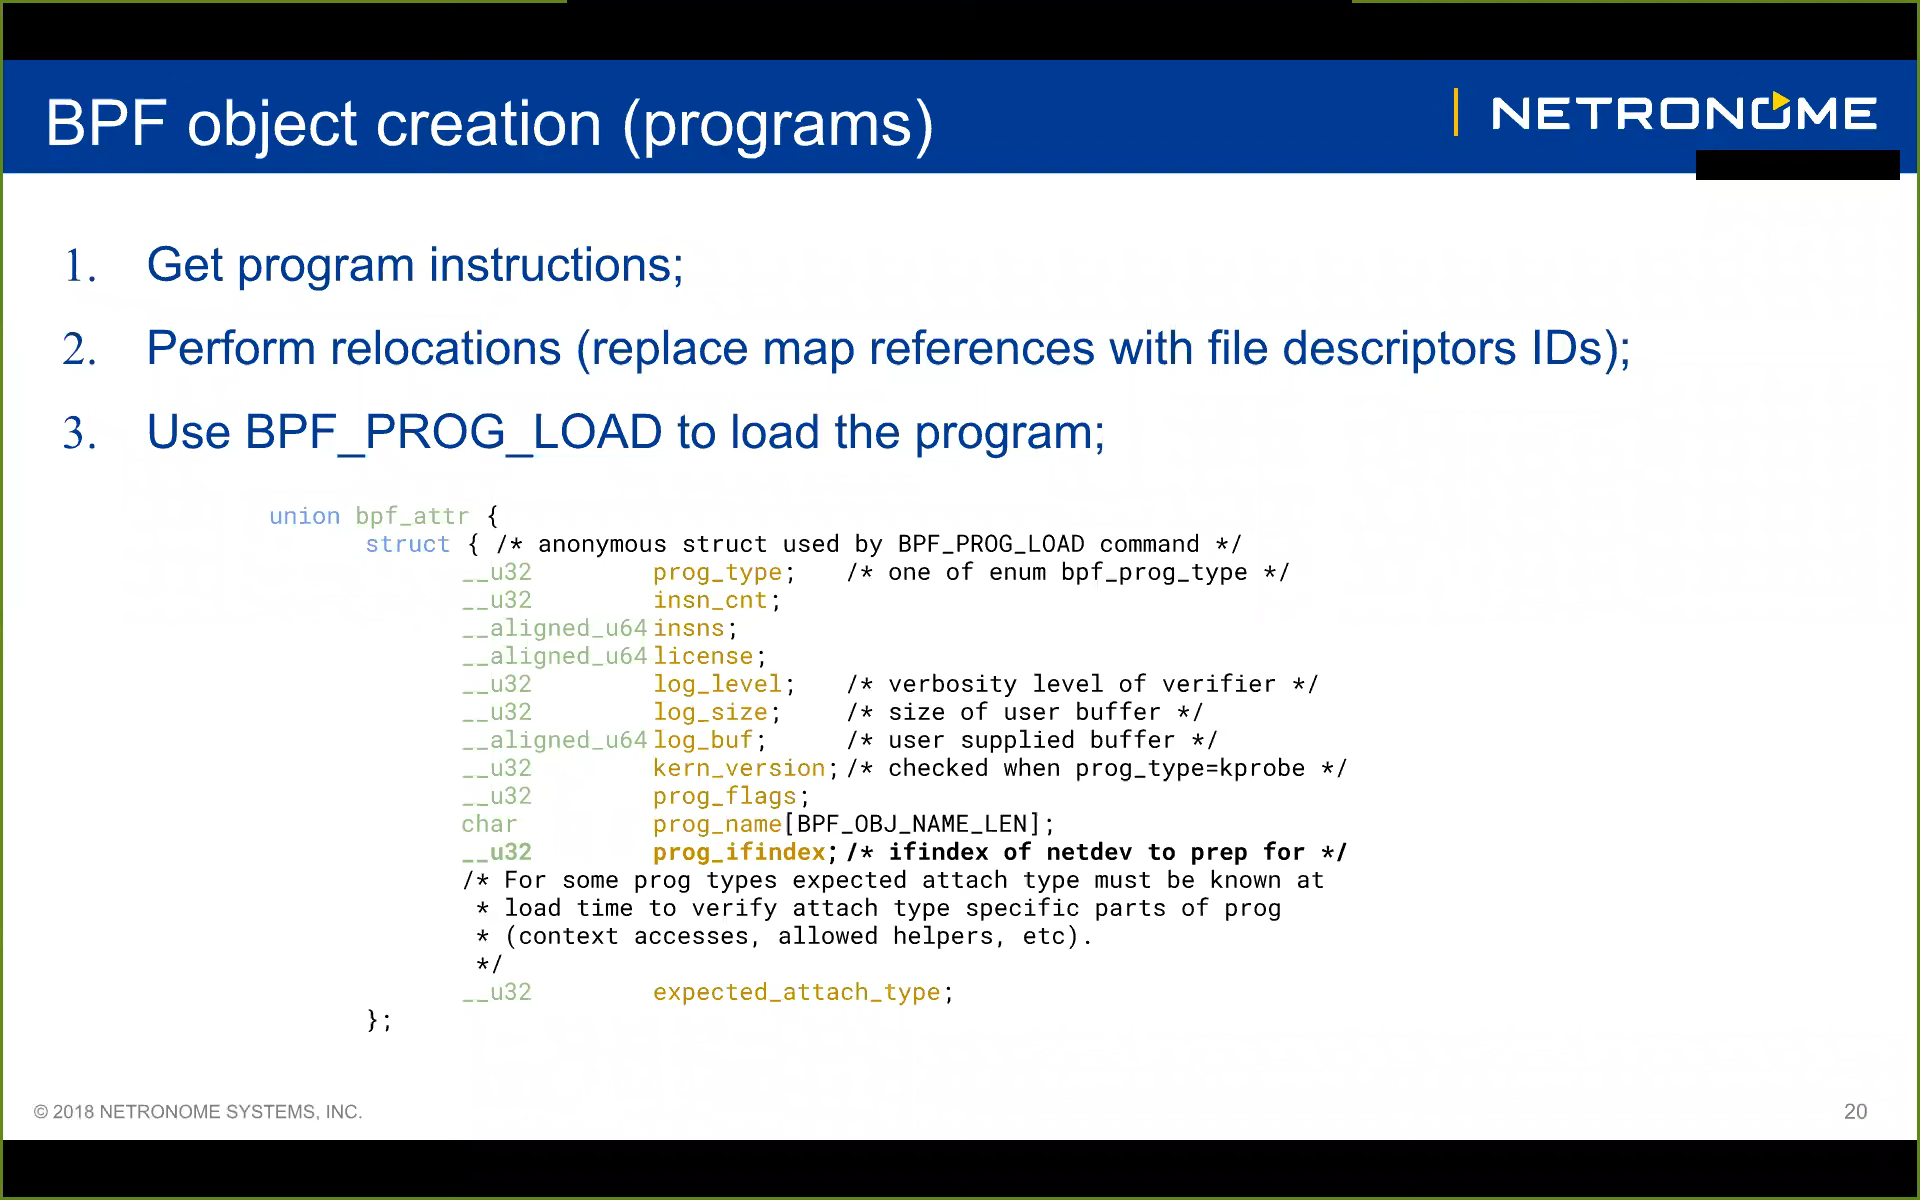 BPF object creation (programs)
NETRONOME
1. Get program instructions;
2. Perform relocations (replace map references with file descriptors IDs);
3. Use BPF_PROG_LOAD to load the program;
union bpf_attr {
struct { /* anonymous struct used by BPF_PROG_LOAD command */
__u32 prog_type; /* one of enum bpf_prog_type */
__u32 insn_cnt;
__aligned_u64 insns;
__aligned_u64 license;
__u32 log_level; /* verbosity level of verifier */
__u32 log_size; /* size of user buffer */
__aligned_u64 log_buf; /* user supplied buffer */
__u32 kern_version; /* checked when prog_type=kprobe */
__u32 prog_flags;
char prog_name[BPF_OBJ_NAME_LEN];
__u32 prog_ifindex; /* ifindex of netdev to prep for */
/* For some prog types expected attach type must be known at
* load time to verify attach type specific parts of prog
* (context accesses, allowed helpers, etc).
*/
__u32 expected_attach_type;
};
© 2018 NETRONOME SYSTEMS, INC.
20